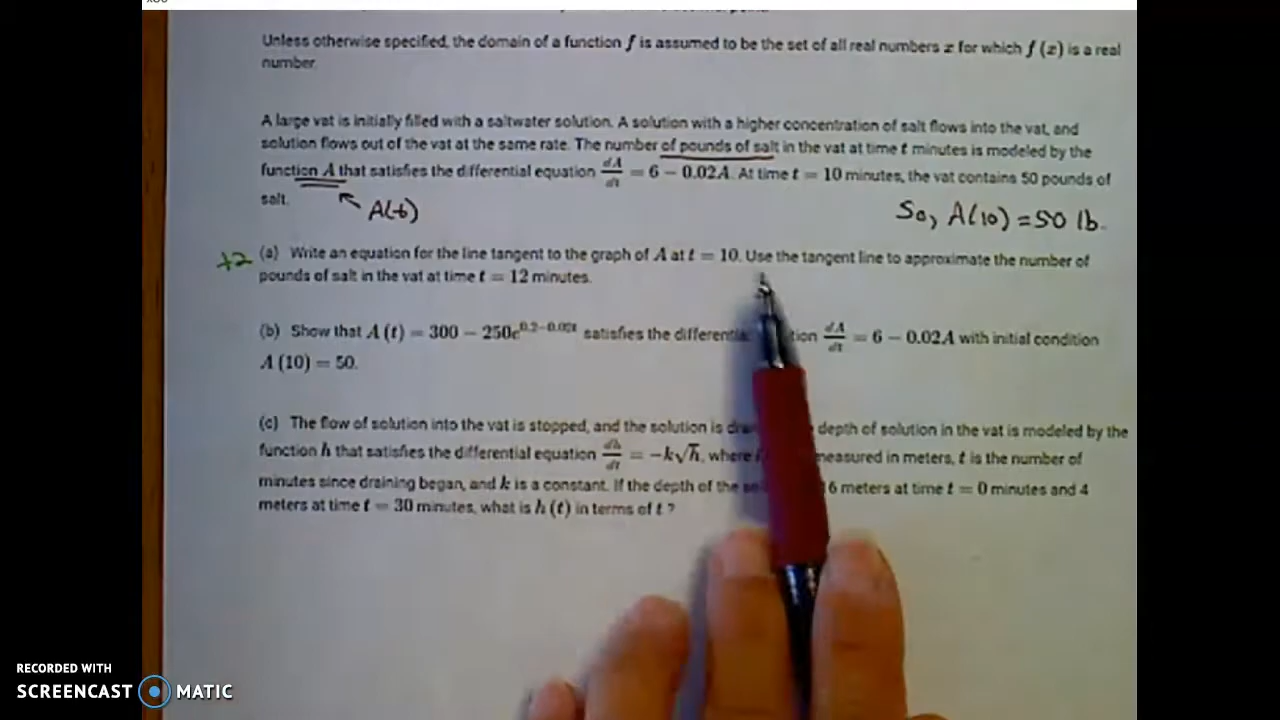 Unless otherwise specified, the domain of a function f is assumed to be the set of all real numbers x for which f (x) is a real
number.
A large vat is initially filled with a saltwater solution. A solution with a higher concentration of salt flows into the vat, and
solution flows out of the vat at the same rate. The number of pounds of salt in the vat at time t minutes is modeled by the
function A that satisfies the differential equation dA/dt = 6 − 0.02A. At time t = 10 minutes, the vat contains 50 pounds of
salt.
A(t)
So, A(10) = 50 lb.
+2
(a) Write an equation for the line tangent to the graph of A at t = 10. Use the tangent line to approximate the number of
pounds of salt in the vat at time t = 12 minutes.
(b) Show that A (t) = 300 − 250e^0.2−0.02t satisfies the tion dA/dt = 6 − 0.02A with initial condition
A (10) = 50.
(c) The flow of solution into the vat is stopped, and the solution is depth of solution in the vat is modeled by the
function h that satisfies the differential equation dh/dt = −k√h, where measured in meters, t is the number of
minutes since draining began, and k is a constant. If the depth of the 6 meters at time t = 0 minutes and 4
meters at time t = 30 minutes, what is h (t) in terms of t ?
RECORDED WITH
SCREENCAST MATIC